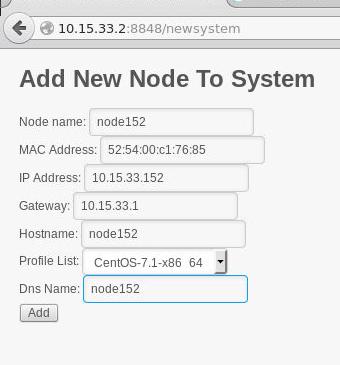 10.15.33.2:8848/newsystem
Add New Node To System
Node name: node152
MAC Address: 52:54:00:c1:76:85
IP Address: 10.15.33.152
Gateway: 10.15.33.1
Hostname: node152
Profile List: CentOS-7.1-x86_64
Dns Name: node152
Add